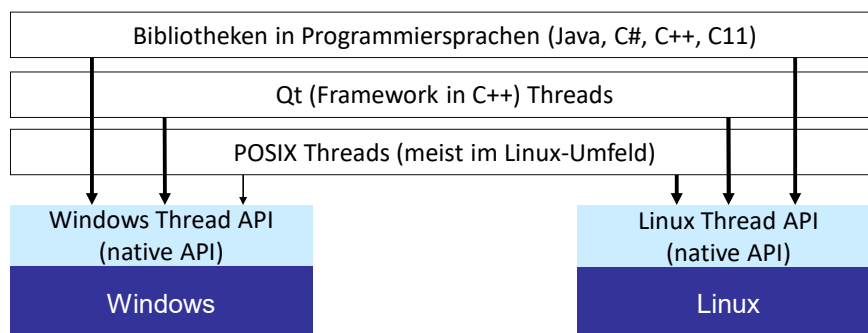 Bibliotheken in Programmiersprachen (Java, C#, C++, C11)
Qt (Framework in C++) Threads
POSIX Threads (meist im Linux-Umfeld)
Windows Thread API
(native API)
Windows
Linux Thread API
(native API)
Linux